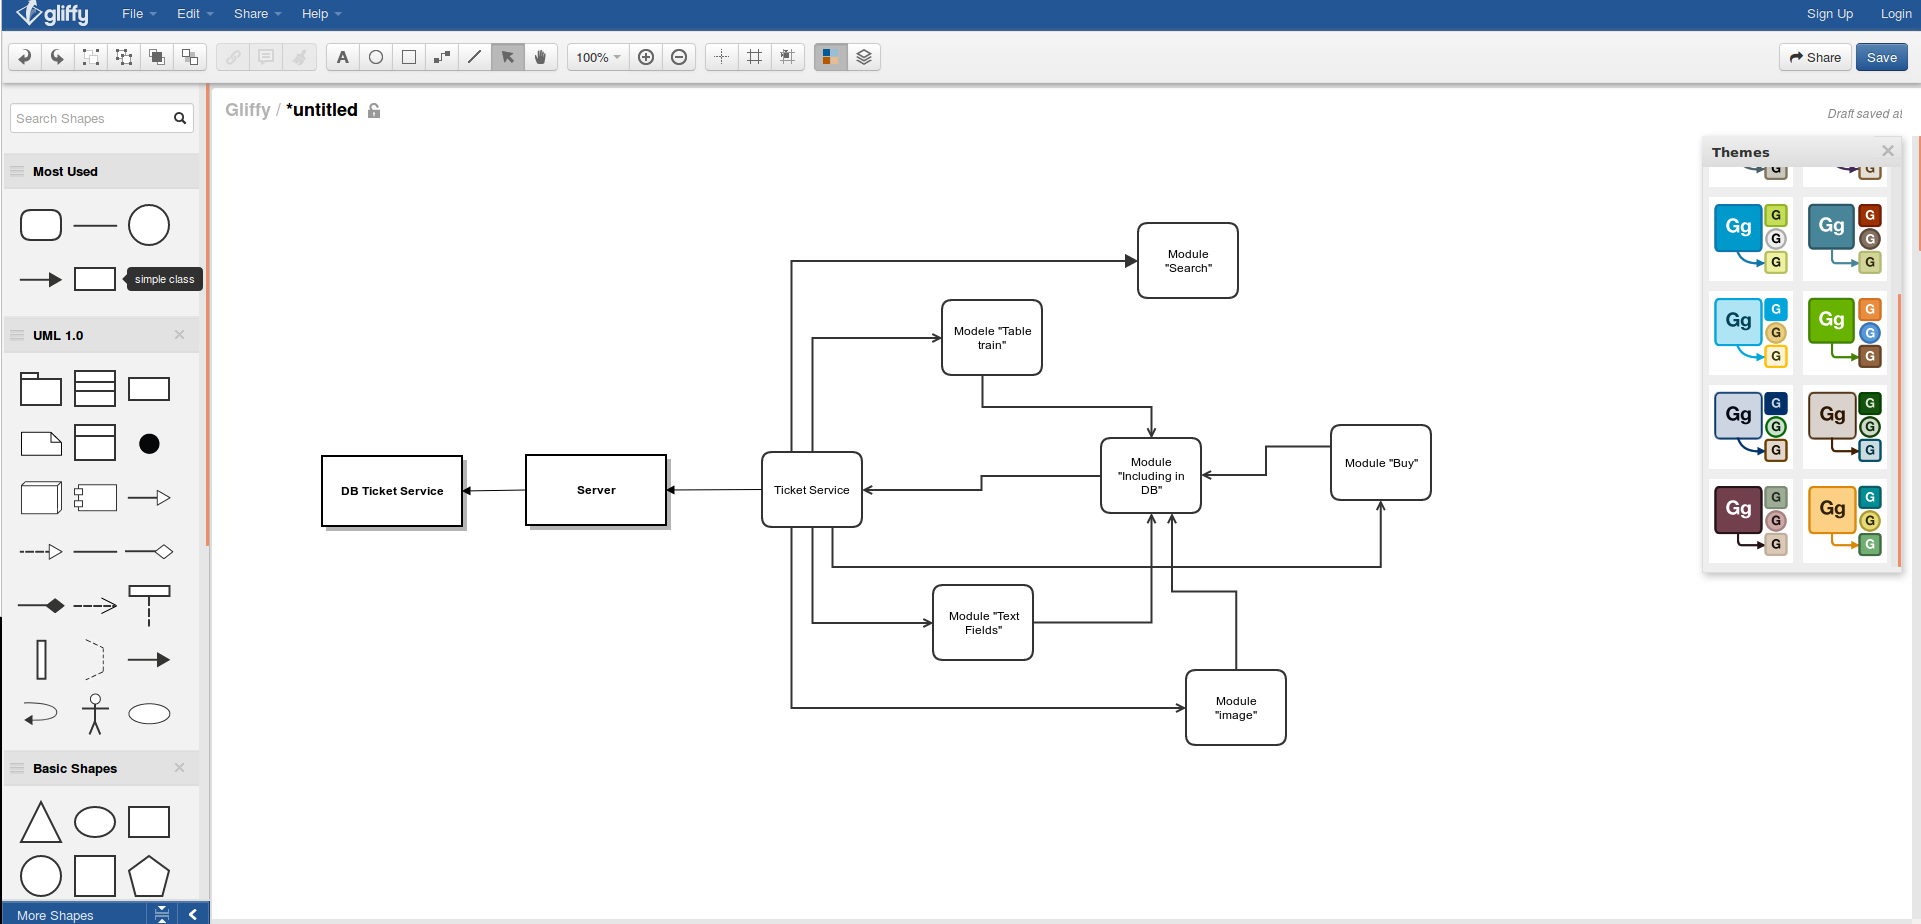 gliffy
File
Edit
Share
Help
Sign Up
Login
A
100%
Share
Save
Search Shapes
Gliffy / *untitled
Draft saved at
Themes
Most Used
simple class
UML 1.0
Basic Shapes
More Shapes
Module
"Search"
Modele "Table
train"
DB Ticket Service
Server
Ticket Service
Module
"Including in
DB"
Module "Buy"
Module "Text
Fields"
Module
"image"
G
G
Gg
G
G
G
Gg
G
G
G
Gg
G
G
G
Gg
G
G
G
Gg
G
G
G
Gg
G
G
G
Gg
G
G
G
Gg
G
G
G